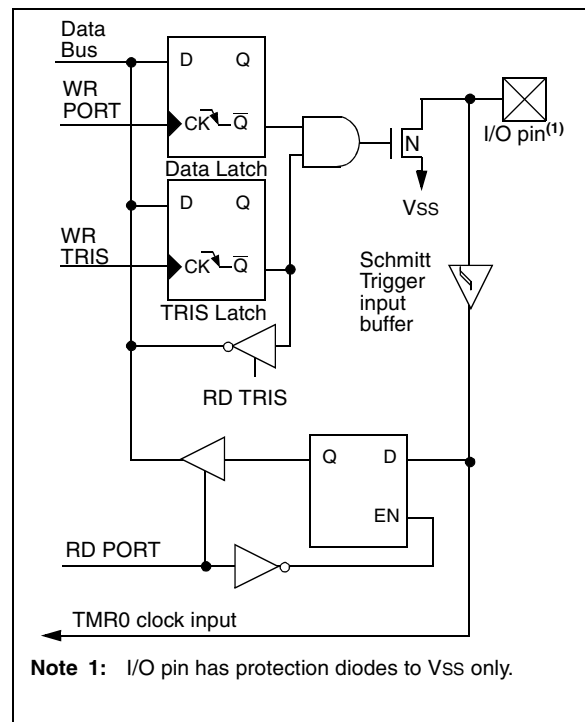 Data
Bus
D Q
WR
PORT
CK Q̅
N
I/O pin(1)
Data Latch
VSS
D Q
WR
TRIS
CK Q̅
Schmitt
Trigger
input
buffer
TRIS Latch
RD TRIS
Q D
EN
RD PORT
TMR0 clock input
Note 1: I/O pin has protection diodes to VSS only.